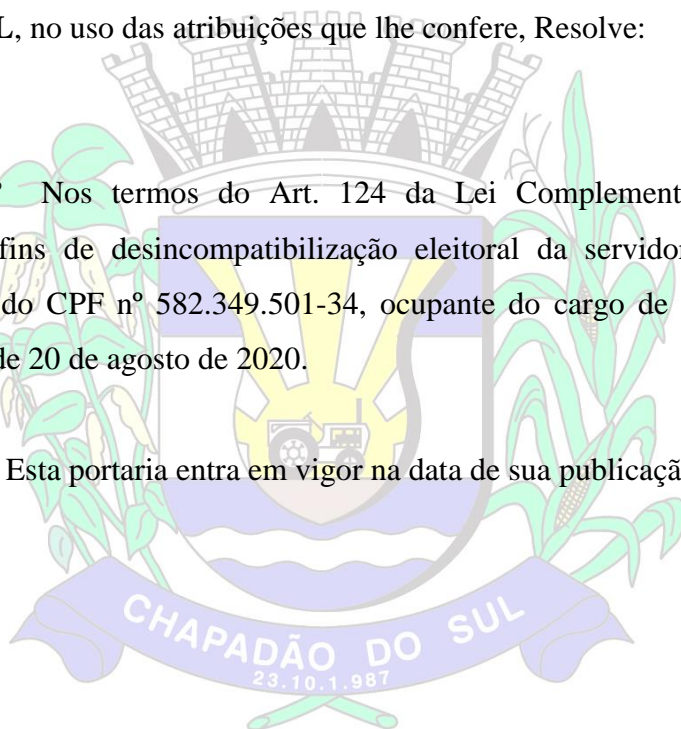 L, no uso das atribuições que lhe confere, Resolve:
º Nos termos do Art. 124 da Lei Complement
fins de desincompatibilização eleitoral da servido
do CPF nº 582.349.501-34, ocupante do cargo de
de 20 de agosto de 2020.
Esta portaria entra em vigor na data de sua publicaçã
CHAPADÃO DO SUL
23.10.1.987